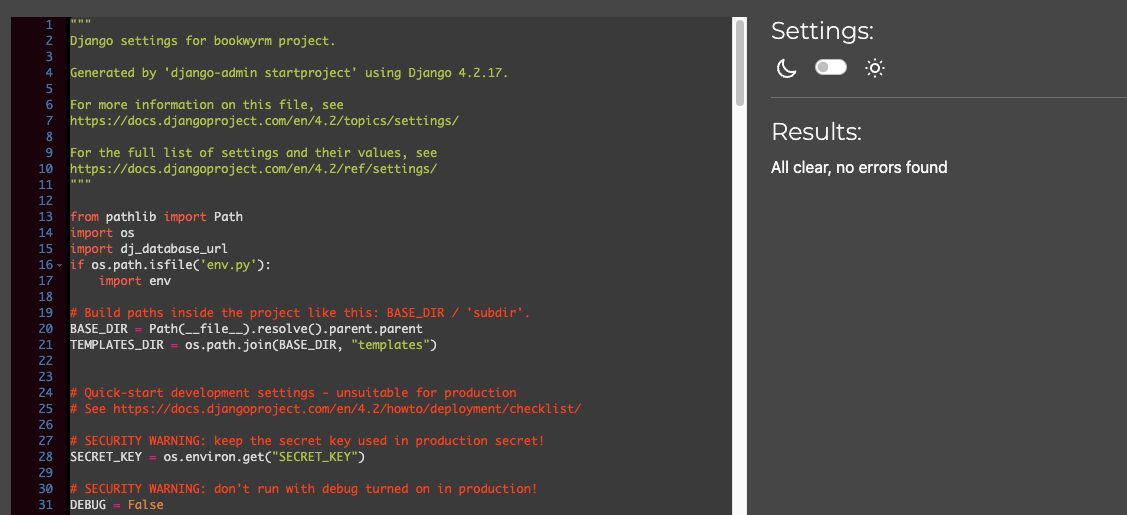 1 """
2 Django settings for bookwyrm project.
3
4 Generated by 'django-admin startproject' using Django 4.2.17.
5
6 For more information on this file, see
7 https://docs.djangoproject.com/en/4.2/topics/settings/
8
9 For the full list of settings and their values, see
10 https://docs.djangoproject.com/en/4.2/ref/settings/
11 """
12
13 from pathlib import Path
14 import os
15 import dj_database_url
16 if os.path.isfile('env.py'):
17     import env
18
19 # Build paths inside the project like this: BASE_DIR / 'subdir'.
20 BASE_DIR = Path(__file__).resolve().parent.parent
21 TEMPLATES_DIR = os.path.join(BASE_DIR, "templates")
22
23
24 # Quick-start development settings - unsuitable for production
25 # See https://docs.djangoproject.com/en/4.2/howto/deployment/checklist/
26
27 # SECURITY WARNING: keep the secret key used in production secret!
28 SECRET_KEY = os.environ.get("SECRET_KEY")
29
30 # SECURITY WARNING: don't run with debug turned on in production!
31 DEBUG = False
Settings:
Results:
All clear, no errors found